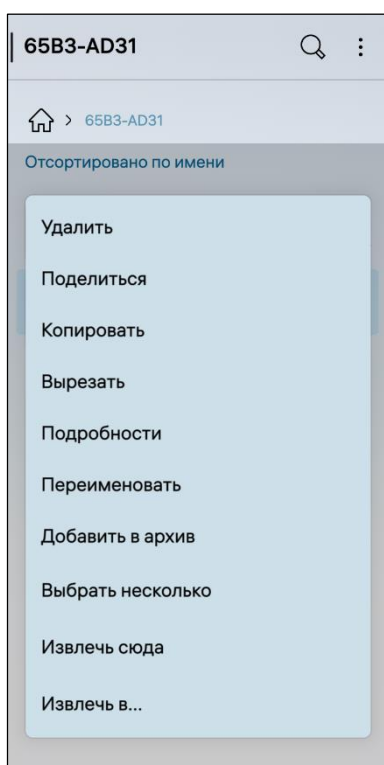 65B3-AD31
65B3-AD31
Отсортировано по имени
Удалить
Поделиться
Копировать
Вырезать
Подробности
Переименовать
Добавить в архив
Выбрать несколько
Извлечь сюда
Извлечь в...